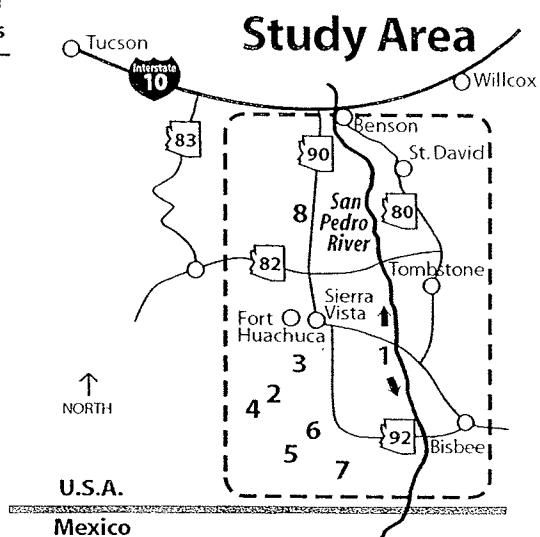 s
Study Area
Tucson
Interstate
10
Willcox
83
Benson
90
St. David
8
San
Pedro
River
80
82
Tombstone
Sierra
Vista
Fort
Huachuca
1
3
NORTH
2
4
6
92
Bisbee
5
7
U.S.A.
Mexico